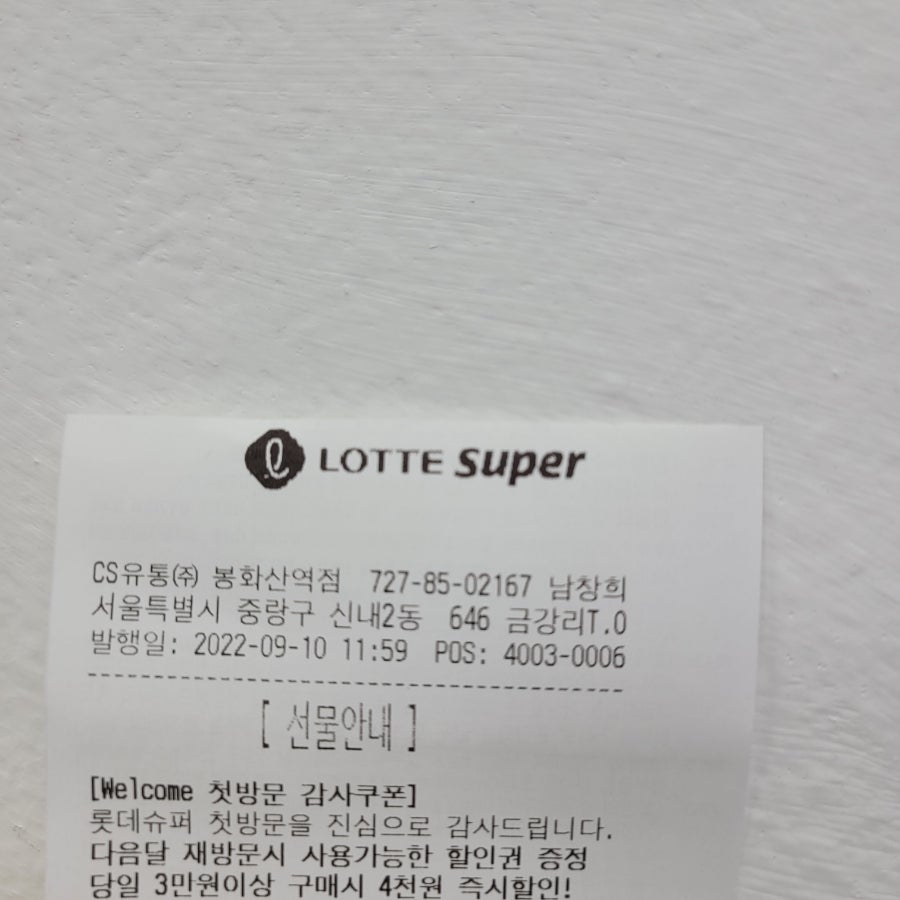 LOTTE super
CS유통㈜ 봉화산역점 727-85-02167 남창희
서울특별시 중랑구 신내2동 646 금강리T.0
발행일: 2022-09-10 11:59 POS: 4003-0006
[ 선물안내 ]
[Welcome 첫방문 감사쿠폰]
롯데슈퍼 첫방문을 진심으로 감사드립니다.
다음달 재방문시 사용가능한 할인권 증정
당일 3만원이상 구매시 4천원 즉시할인!